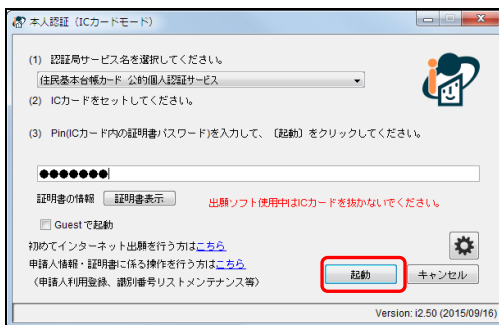 本人認証（ICカードモード）
(1) 認証局サービス名を選択してください。
住民基本台帳カード 公的個人認証サービス
(2) ICカードをセットしてください。
(3) Pin(ICカード内の証明書パスワード)を入力して、〔起動〕をクリックしてください。
●●●●●●●
証明書の情報 証明書表示 出願ソフト使用中はICカードを抜かないでください。
Guestで起動
初めてインターネット出願を行う方はこちら
申請人情報・証明書に係る操作を行う方はこちら
（申請人利用登録、識別番号リストメンテナンス等）
起動 キャンセル
Version: i2.50 (2015/09/16)